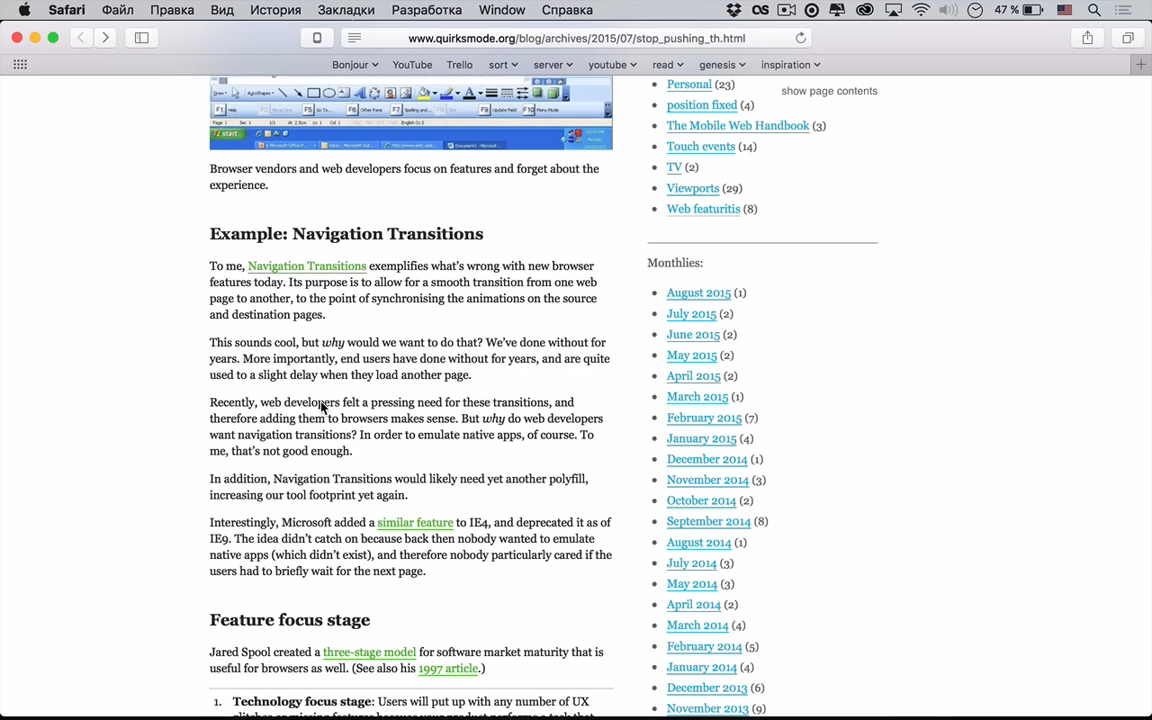 Safari Файл Правка Вид История Закладки Разработка Window Справка 47 %
www.quirksmode.org/blog/archives/2015/07/stop_pushing_th.html
Bonjour YouTube Trello sort server youtube read genesis inspiration
show page contents
AutoShapes
start
Browser vendors and web developers focus on features and forget about the
experience.
Example: Navigation Transitions
To me, Navigation Transitions exemplifies what's wrong with new browser
features today. Its purpose is to allow for a smooth transition from one web
page to another, to the point of synchronising the animations on the source
and destination pages.
This sounds cool, but why would we want to do that? We've done without for
years. More importantly, end users have done without for years, and are quite
used to a slight delay when they load another page.
Recently, web developers felt a pressing need for these transitions, and
therefore adding them to browsers makes sense. But why do web developers
want navigation transitions? In order to emulate native apps, of course. To
me, that's not good enough.
In addition, Navigation Transitions would likely need yet another polyfill,
increasing our tool footprint yet again.
Interestingly, Microsoft added a similar feature to IE4, and deprecated it as of
IE9. The idea didn't catch on because back then nobody wanted to emulate
native apps (which didn't exist), and therefore nobody particularly cared if the
users had to briefly wait for the next page.
Feature focus stage
Jared Spool created a three-stage model for software market maturity that is
useful for browsers as well. (See also his 1997 article.)
1. Technology focus stage: Users will put up with any number of UX
Personal (23)
position fixed (4)
The Mobile Web Handbook (3)
Touch events (14)
TV (2)
Viewports (29)
Web featuritis (8)
Monthlies:
August 2015 (1)
July 2015 (2)
June 2015 (2)
May 2015 (2)
April 2015 (2)
March 2015 (1)
February 2015 (7)
January 2015 (4)
December 2014 (1)
November 2014 (3)
October 2014 (2)
September 2014 (8)
August 2014 (1)
July 2014 (3)
May 2014 (3)
April 2014 (2)
March 2014 (4)
February 2014 (5)
January 2014 (4)
December 2013 (6)
November 2013 (9)